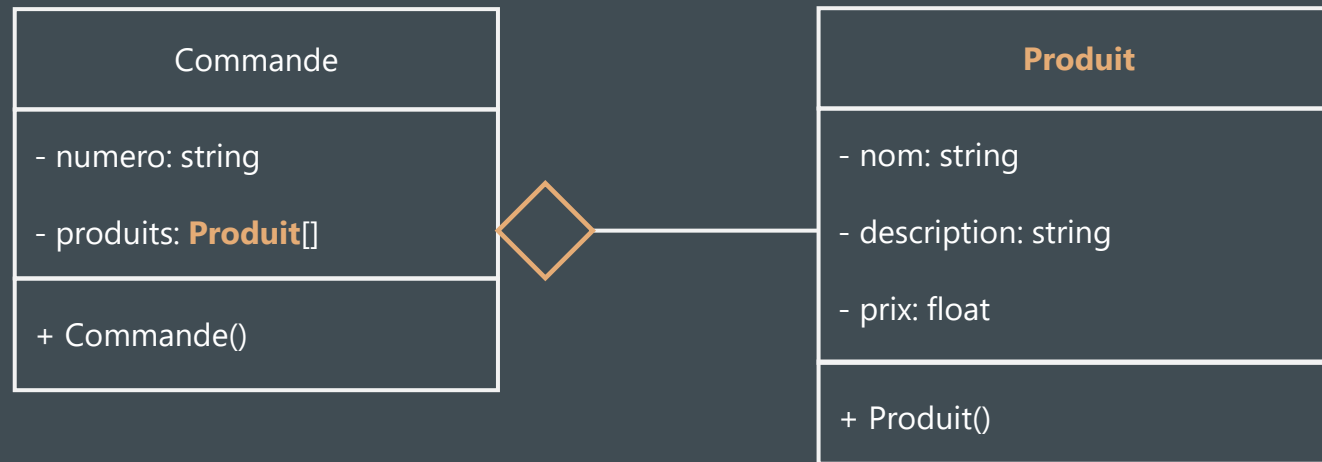 Commande
- numero: string
- produits: Produit[]
+ Commande()
Produit
- nom: string
- description: string
- prix: float
+ Produit()